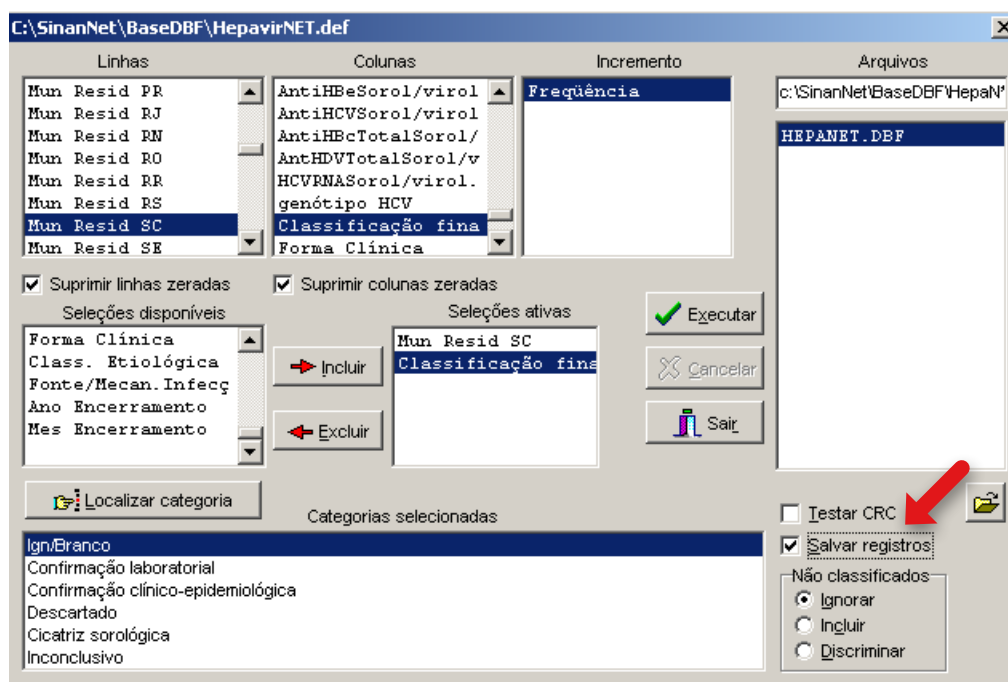 C:\SinanNet\BaseDBF\HepavirNET.def
Linhas
Mun Resid PR
Mun Resid RJ
Mun Resid RN
Mun Resid RO
Mun Resid RR
Mun Resid RS
Mun Resid SC
Mun Resid SE
Suprimir linhas zeradas
Colunas
AntiHBeSorol/virol
AntiHCVSorol/virol
AntiHBcTotalSorol/
AntHDVTotalSorol/v
HCVRNASorol/virol.
genótipo HCV
Classificação fina
Forma Clínica
Suprimir colunas zeradas
Incremento
Freqüência
Arquivos
c:\SinanNet\BaseDBF\HepaN*
HEPANET.DBF
Seleções disponíveis
Forma Clínica
Class. Etiológica
Fonte/Mecan.Infecç
Ano Encerramento
Mes Encerramento
Incluir
Excluir
Seleções ativas
Mun Resid SC
Classificação fina
Executar
Cancelar
Sair
Localizar categoria
Categorias selecionadas
Ign/Branco
Confirmação laboratorial
Confirmação clínico-epidemiológica
Descartado
Cicatriz sorológica
Inconclusivo
Testar CRC
Salvar registros
Não classificados
Ignorar
Incluir
Discriminar